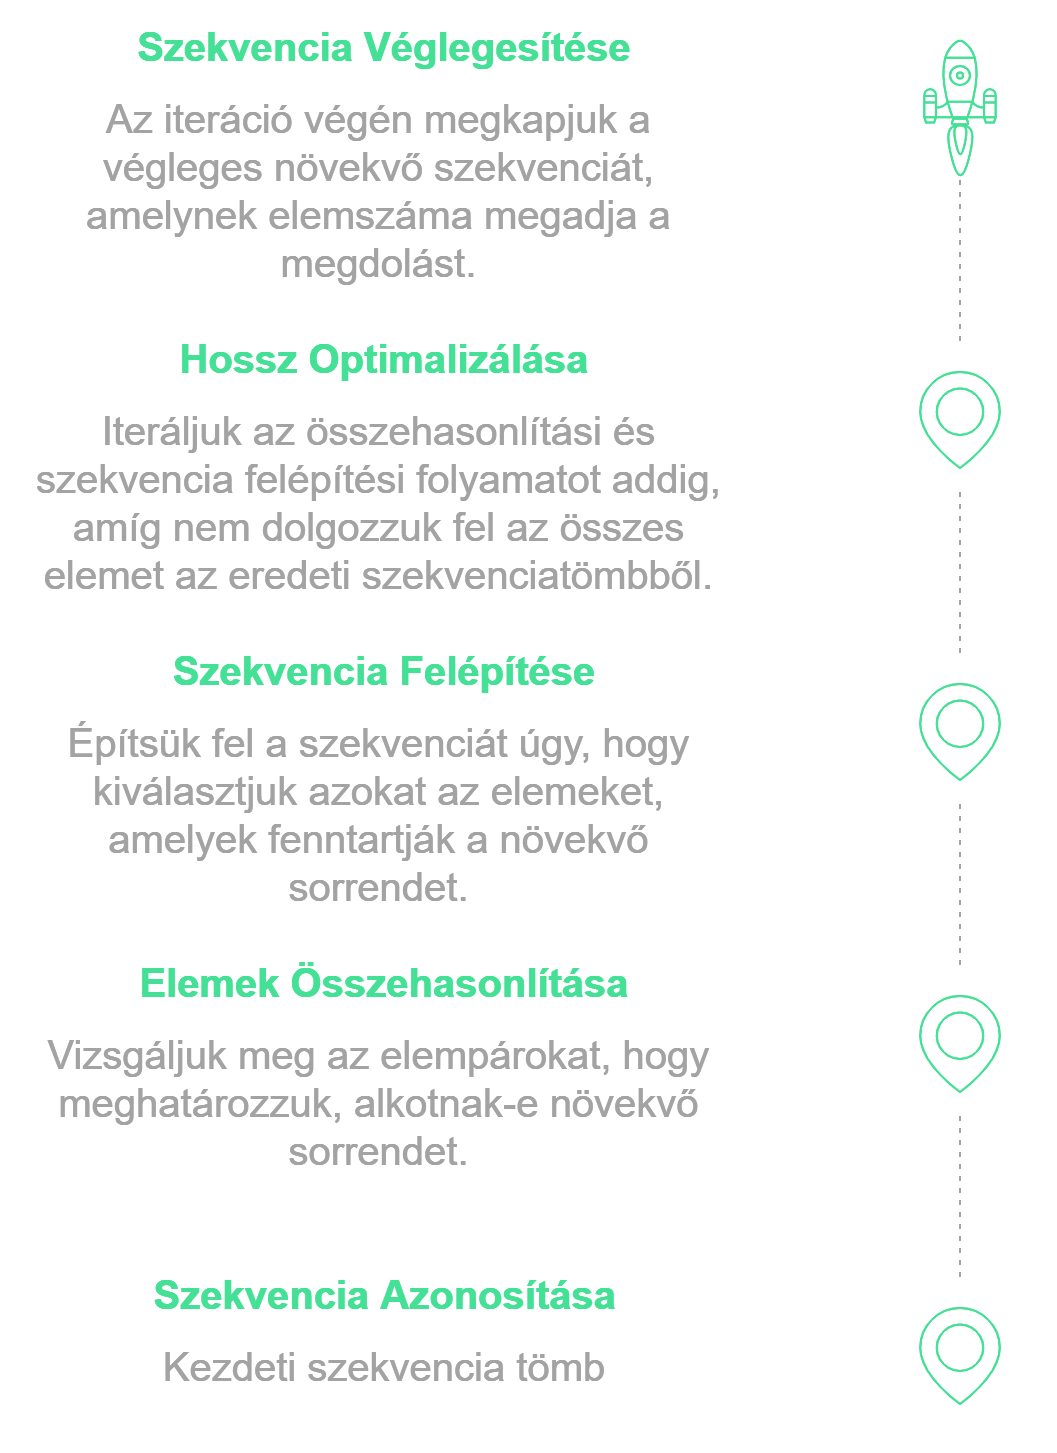 Szekvencia Véglegesítése
Az iteráció végén megkapjuk a
végleges növekvő szekvenciát,
amelynek elemszáma megadja a
megdolást.
Hossz Optimalizálása
Iteráljuk az összehasonlítási és
szekvencia felépítési folyamatot addig,
amíg nem dolgozzuk fel az összes
elemet az eredeti szekvenciatömbből.
Szekvencia Felépítése
Építsük fel a szekvenciát úgy, hogy
kiválasztjuk azokat az elemeket,
amelyek fenntartják a növekvő
sorrendet.
Elemek Összehasonlítása
Vizsgáljuk meg az elempárokat, hogy
meghatározzuk, alkotnak-e növekvő
sorrendet.
Szekvencia Azonosítása
Kezdeti szekvencia tömb